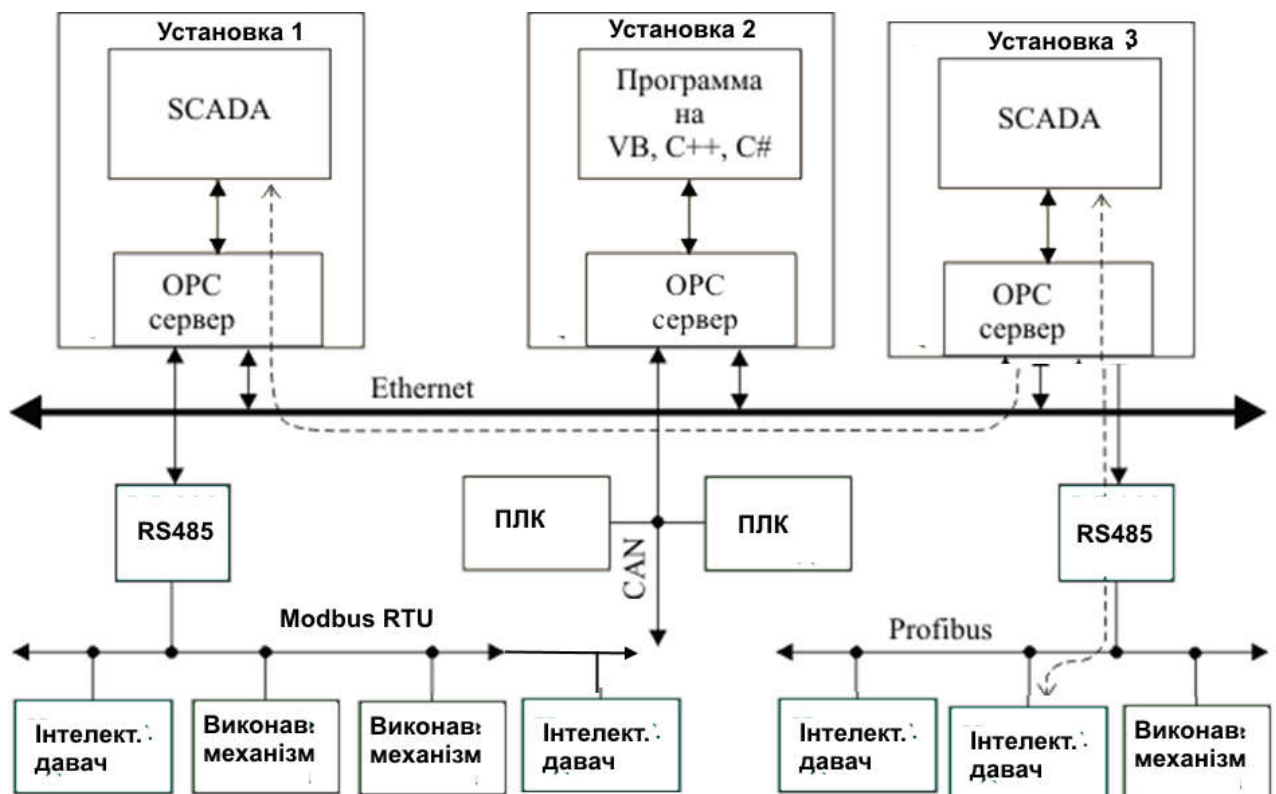 Установка 1
SCADA
OPC
сервер
Установка 2
Программа
на
VB, C++, C#
OPC
сервер
Установка 3
SCADA
OPC
сервер
Ethernet
RS485
ПЛК
ПЛК
CAN
RS485
Modbus RTU
Profibus
Інтелект.
давач
Виконав
механізм
Виконав
механізм
Інтелект.
давач
Інтелект.
давач
Інтелект.
давач
Виконав
механізм